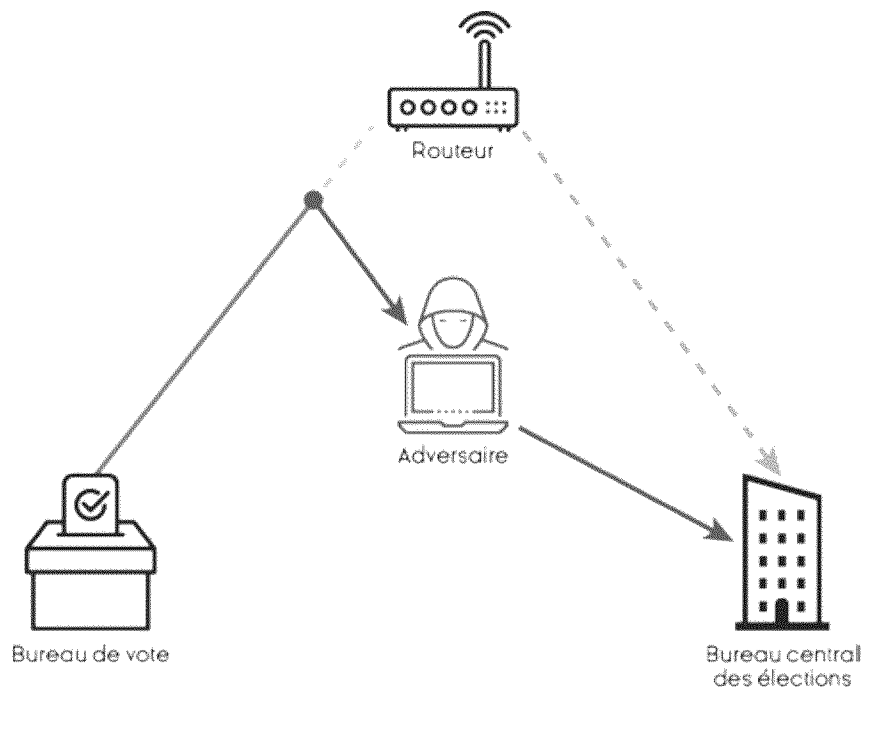 Routeur
Adversaire
Bureau de vote
Bureau central
des élections